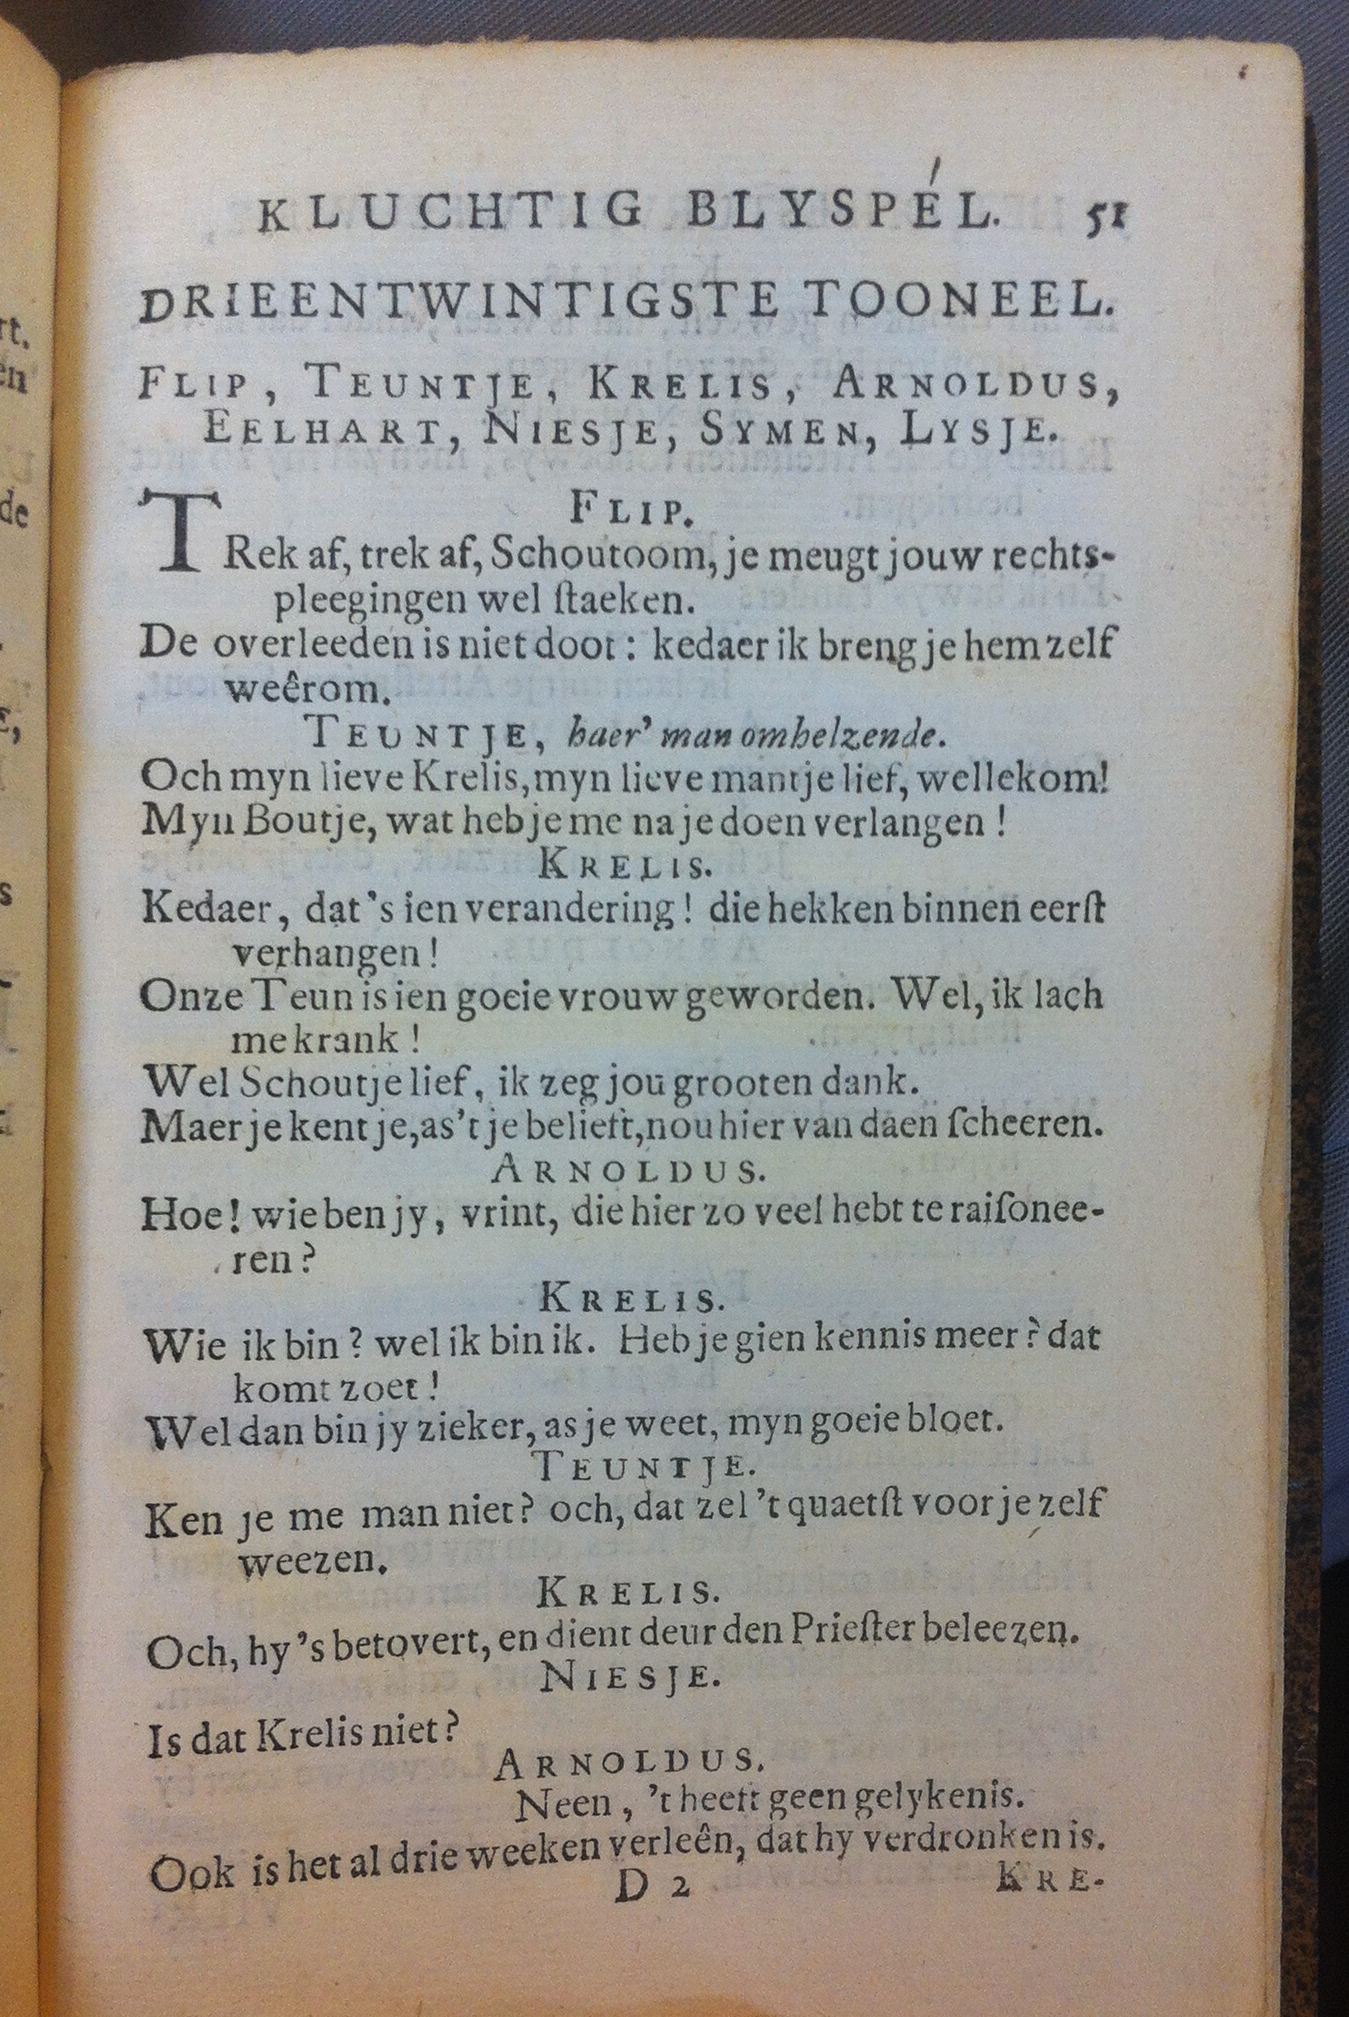 KLUCHTIG BLYSPÉL. 51
DRIEENTWINTIGSTE TOONEEL.
FLIP, TEUNTJE, KRELIS, ARNOLDUS,
EELHART, NIESJE, SYMEN, LYSJE.
FLIP.
TRek af, trek af, Schoutoom, je meugt jouw rechts-
pleegingen wel ſtaeken.
De overleeden is niet doot: kedaer ik breng je hem zelf
weêrom.
TEUNTJE, haer' man omhelzende.
Och myn lieve Krelis, myn lieve mantje lief, wellekom!
Myn Boutje, wat heb je me na je doen verlangen!
KRELIS.
Kedaer, dat 's ien verandering! die hekken binnen eerſt
verhangen!
Onze Teun is ien goeie vrouw geworden. Wel, ik lach
me krank!
Wel Schoutje lief, ik zeg jou grooten dank.
Maer je kent je, as 't je belieft, nou hier van daen ſcheeren.
ARNOLDUS.
Hoe! wie ben jy, vrint, die hier zo veel hebt te raiſonee-
ren?
KRELIS.
Wie ik bin? wel ik bin ik. Heb je gien kennis meer? dat
komt zoet!
Wel dan bin jy zieker, as je weet, myn goeie bloet.
TEUNTJE.
Ken je me man niet? och, dat zel 't quaetſt voor je zelf
weezen.
KRELIS.
Och, hy 's betovert, en dient deur den Prieſter beleezen.
NIESJE.
Is dat Krelis niet?
ARNOLDUS.
Neen, 't heeft geen gelykenis.
Ook is het al drie weeken verleên, dat hy verdronken is.
D 2 KRE-